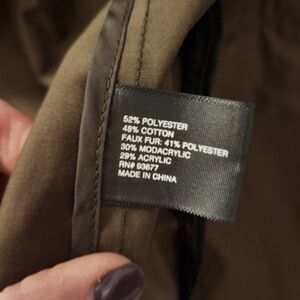 52% POLYESTER
48% COTTON
FAUX FUR: 41% POLYESTER
30% MODACRYLIC
29% ACRYLIC
RN# 93677
MADE IN CHINA